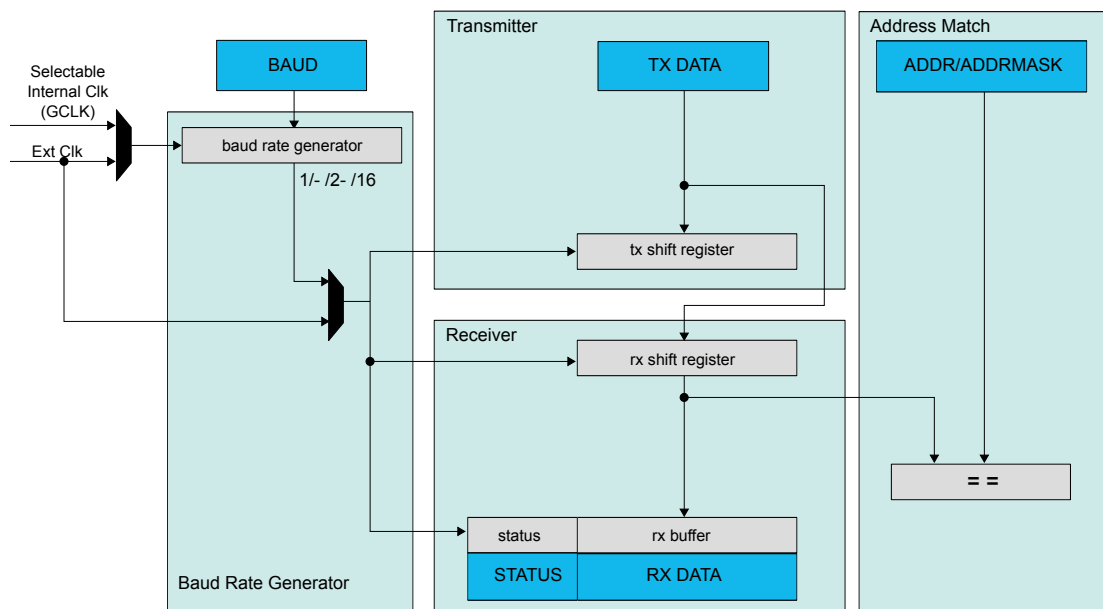 Transmitter
Address Match
BAUD
TX DATA
ADDR/ADDRMASK
Selectable
Internal Clk
(GCLK)
Ext Clk
baud rate generator
1/- /2- /16
tx shift register
Receiver
rx shift register
= =
status
rx buffer
STATUS
RX DATA
Baud Rate Generator